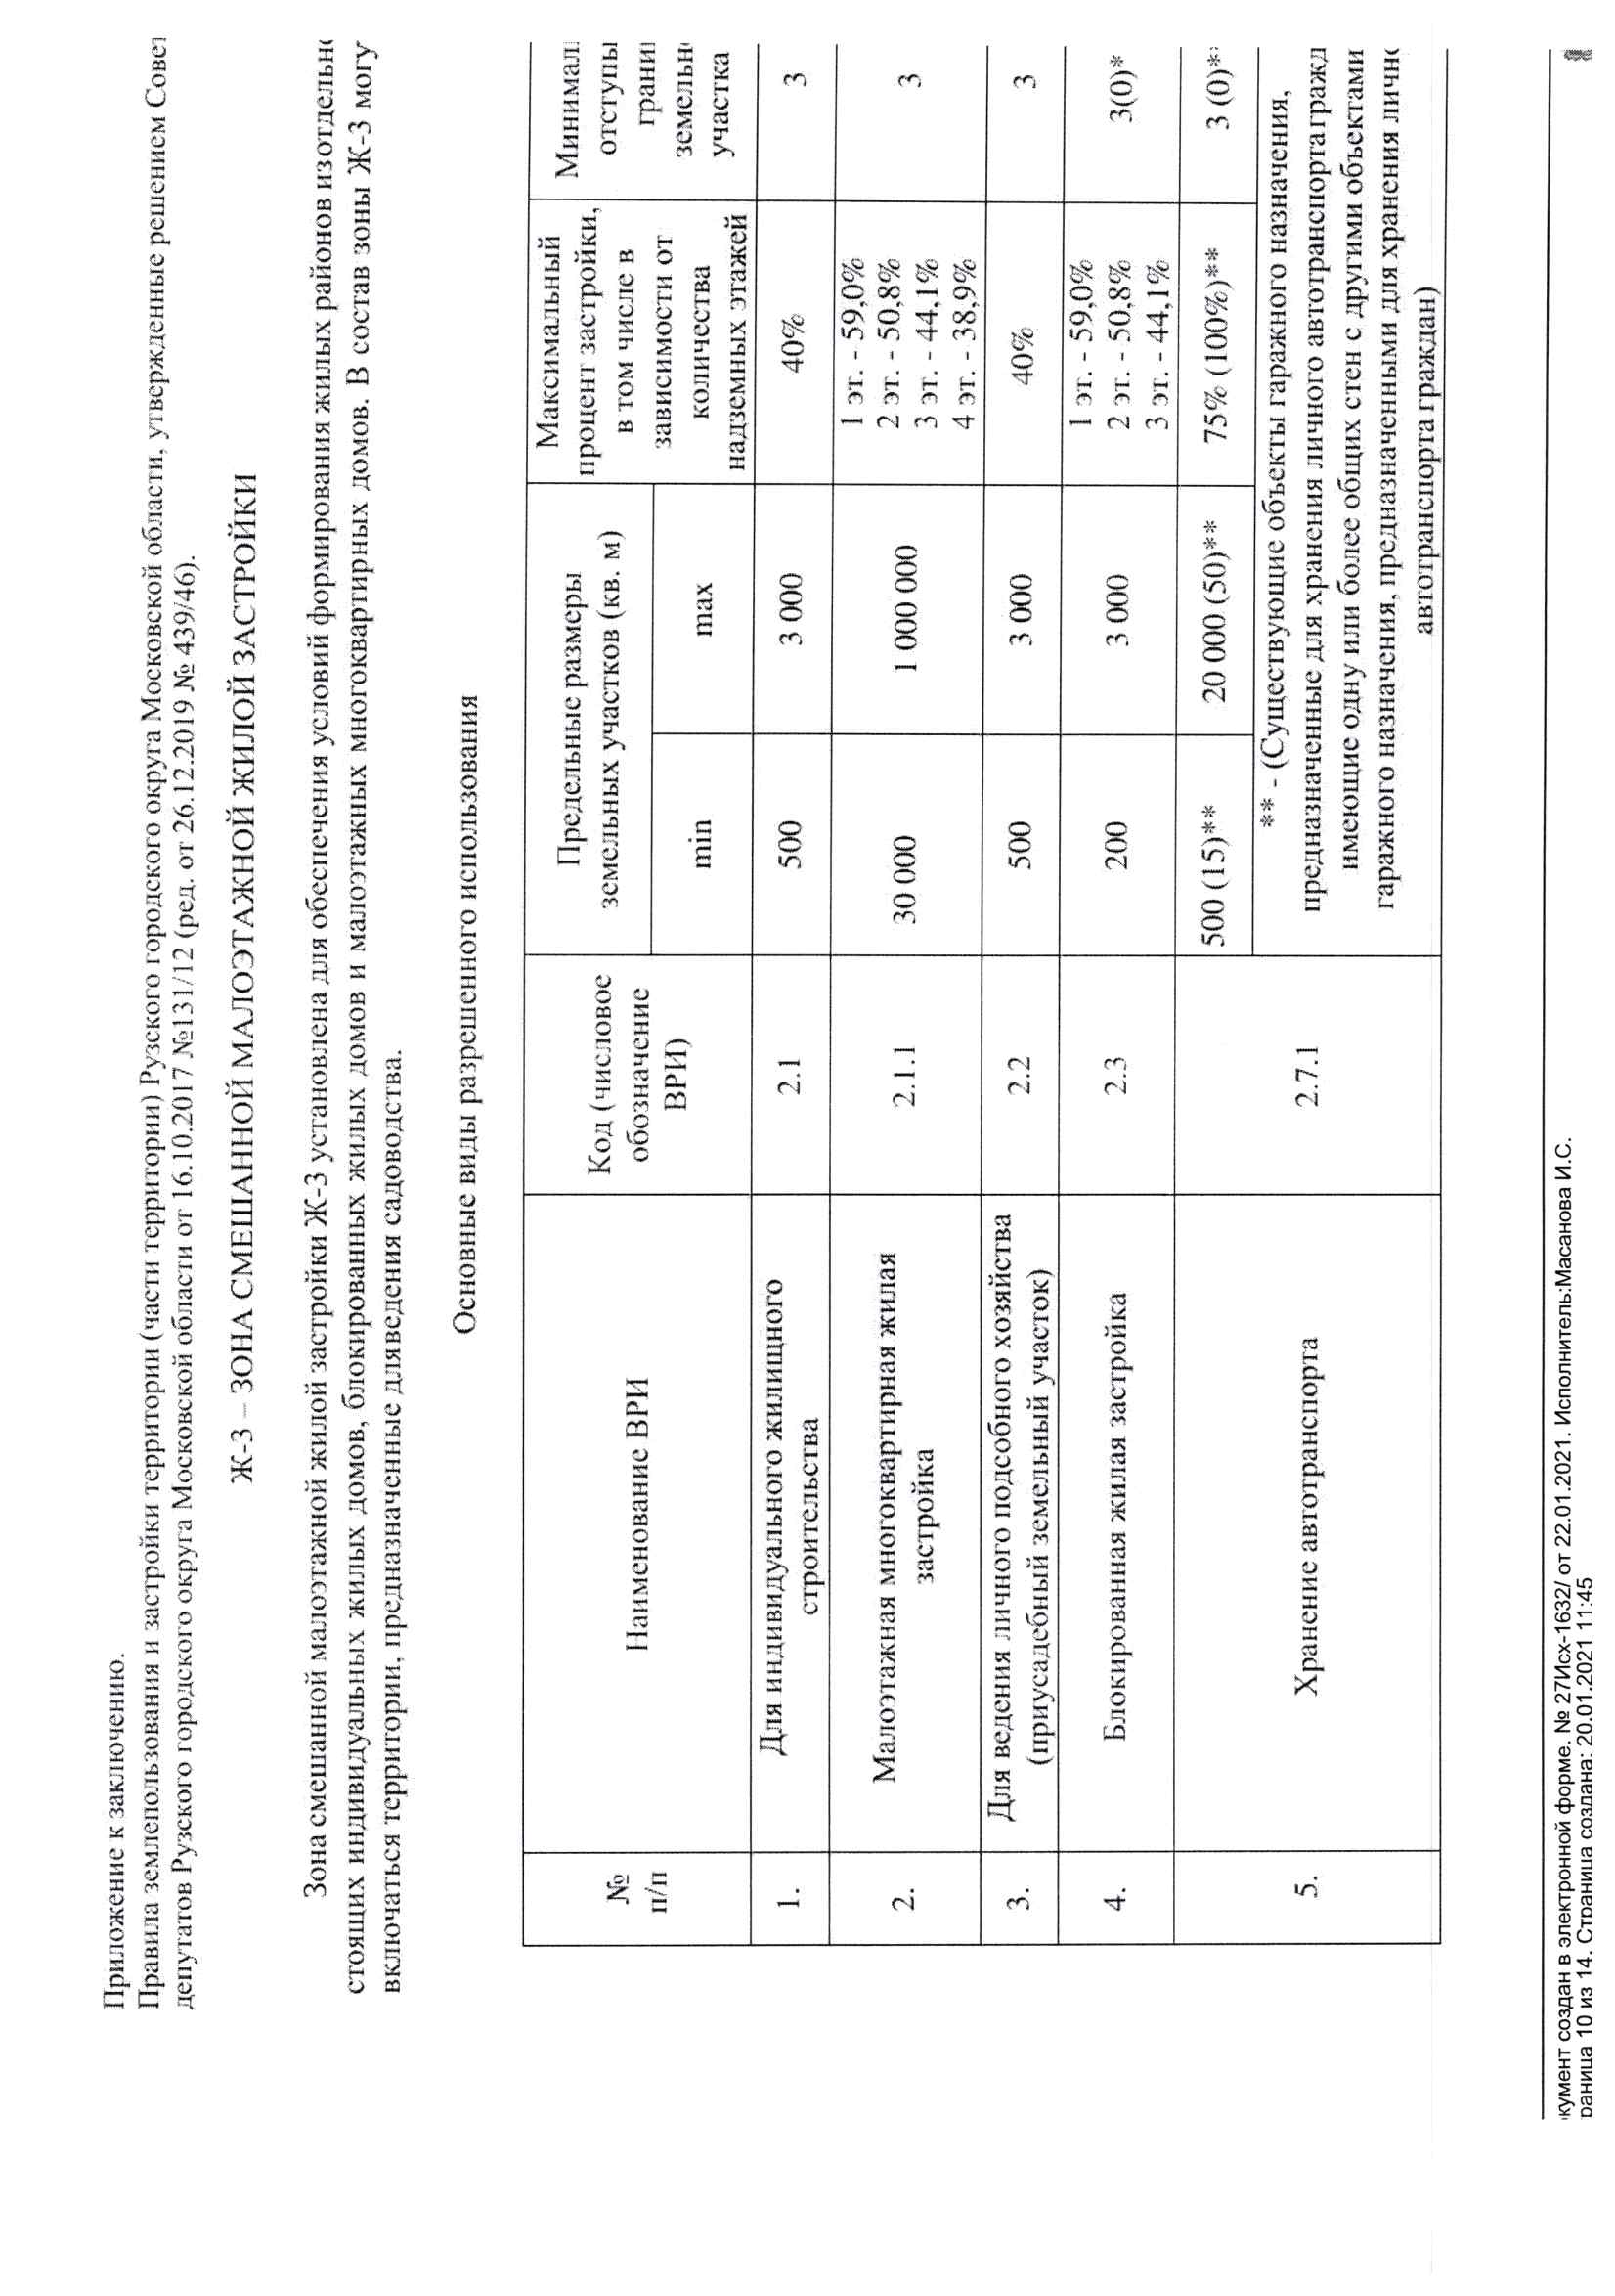 Приложение к заключению.
Правила землепользования и застройки территории (части территории) Рузского городского округа Московской области, утвержденные решением
депутатов Рузского городского округа Московской области от 16.10.2017 №131/12 (ред. от 26.12.2019 № 439/46).
Ж-3 – ЗОНА СМЕШАННОЙ МАЛОЭТАЖНОЙ ЖИЛОЙ ЗАСТРОЙКИ
Зона смешанной малоэтажной жилой застройки Ж-3 установлена для обеспечения условий формирования жилых районов изотдельно
стоящих индивидуальных жилых домов, блокированных жилых домов и малоэтажных многоквартирных домов. В состав зоны Ж-3 могу
включаться территории, предназначенные дляведения садоводства.
Основные виды разрешенного использования
№
п/п
Наименование ВРИ
Код (числовое
обозначение
ВРИ)
Предельные размеры
земельных участков (кв. м)
min
max
Максимальный
процент застройки,
в том числе в
зависимости от
количества
надземных этажей
Минимал
отступы
грани
земельн
участка
1.
Для индивидуального жилищного
строительства
2.1
500
3 000
40%
3
2.
Малоэтажная многоквартирная жилая
застройка
2.1.1
30 000
1 000 000
1 эт. - 59,0%
2 эт. - 50,8%
3 эт. - 44,1%
4 эт. - 38,9%
3
3.
Для ведения личного подсобного хозяйства
(приусадебный земельный участок)
2.2
500
3 000
40%
3
4.
Блокированная жилая застройка
2.3
200
3 000
1 эт. - 59,0%
2 эт. - 50,8%
3 эт. - 44,1%
3(0)*
5.
Хранение автотранспорта
2.7.1
500 (15)**
20 000 (50)**
75% (100%)**
3 (0)**
** - (Существующие объекты гаражного назначения,
предназначенные для хранения личного автотранспортагражд
имеющие одну или более общих стен с другими объектами
гаражного назначения, предназначенными для хранения личн
автотранспорта граждан)
кумент создан в электронной форме. № 27Исх-1632/ от 22.01.2021. Исполнитель:Масанова И.С.
раница 10 из 14. Страница создана: 20.01.2021 11:45